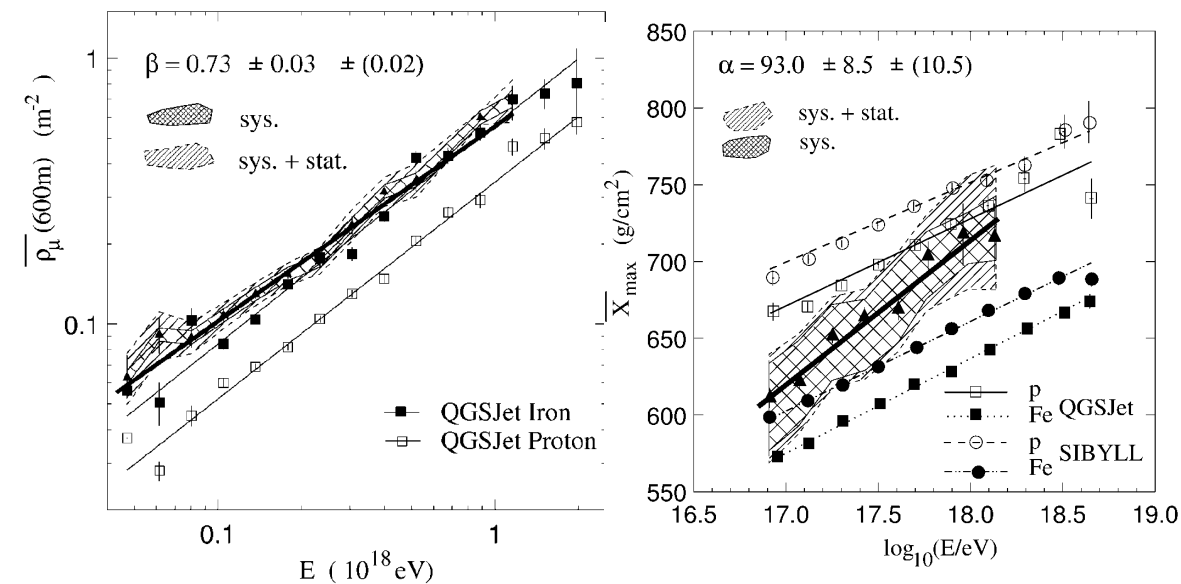 β = 0.73 ± 0.03 ± (0.02)
sys.
sys. + stat.
1
0.1
ρ̅μ (600m) (m⁻²)
QGSJet Iron
QGSJet Proton
0.1
1
E ( 10¹⁸ eV)
850
α = 93.0 ± 8.5 ± (10.5)
sys. + stat.
sys.
800
750
700
650
600
550
X̅max (g/cm²)
p
Fe
QGSJet
p
Fe
SIBYLL
16.5 17.0 17.5 18.0 18.5 19.0
log₁₀(E/eV)